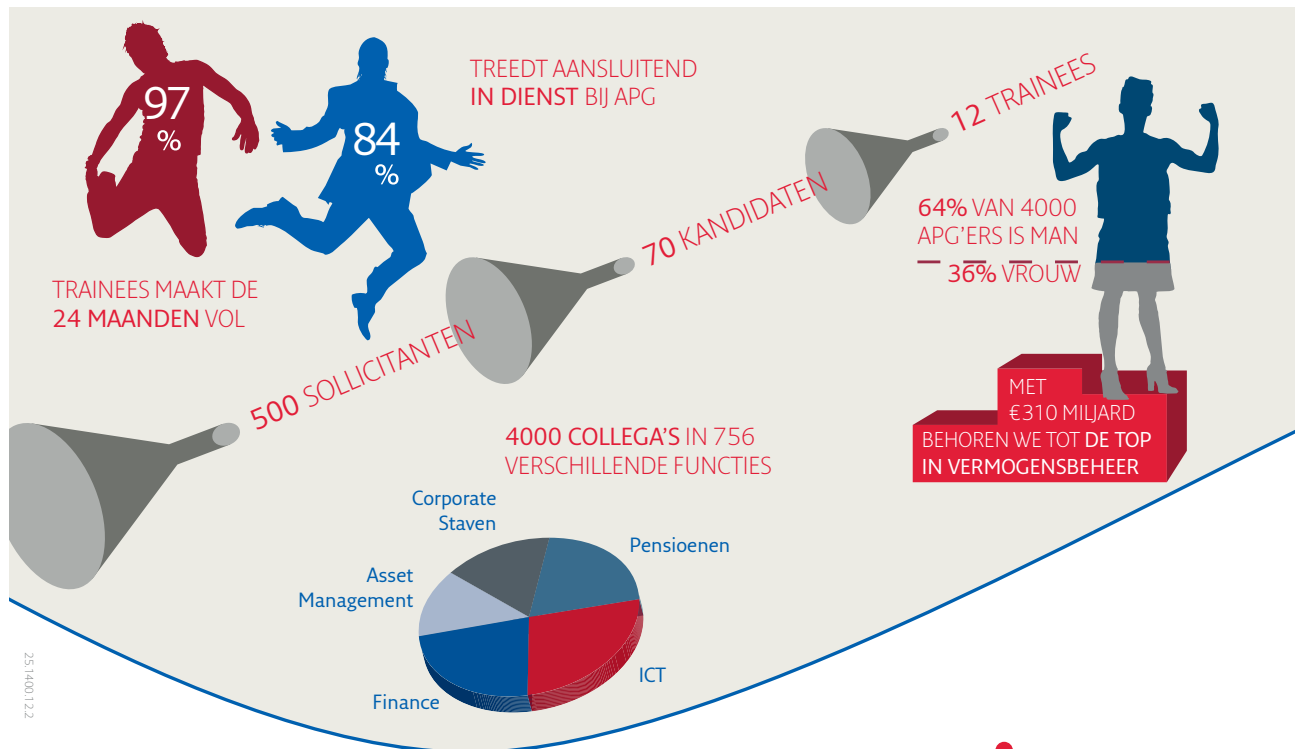 97
%
TRAINEES MAAKT DE
24 MAANDEN VOL
84
%
TREEDT AANSLUITEND
IN DIENST BIJ APG
500 SOLLICITANTEN
70 KANDIDATEN
12 TRAINEES
64% VAN 4000
APG'ERS IS MAN
36% VROUW
MET
€310 MILJARD
BEHOREN WE TOT DE TOP
IN VERMOGENSBEHEER
4000 COLLEGA'S IN 756
VERSCHILLENDE FUNCTIES
Corporate
Staven
Pensioenen
Asset
Management
ICT
Finance
25.1400.12.2